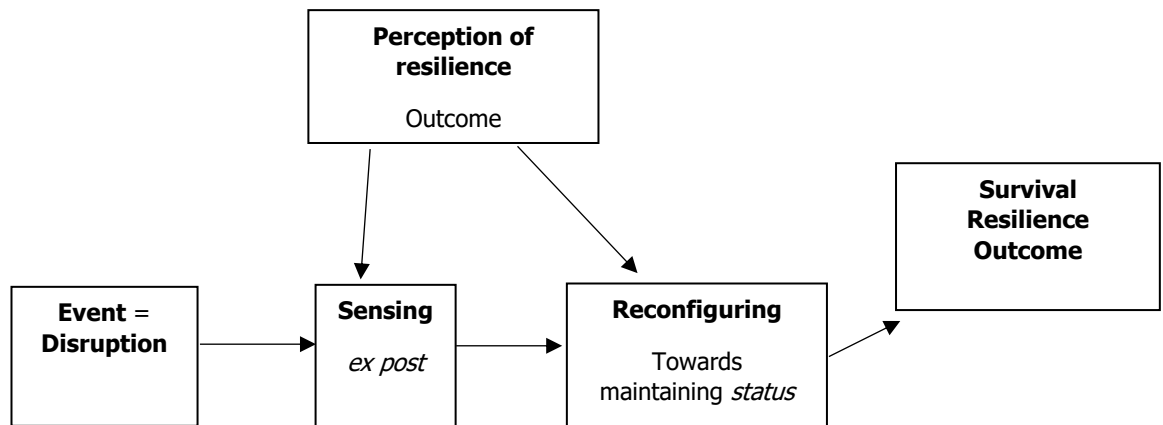 Perception of
resilience
Outcome
Survival
Resilience
Outcome
Event =
Disruption
Sensing
ex post
Reconfiguring
Towards
maintaining status